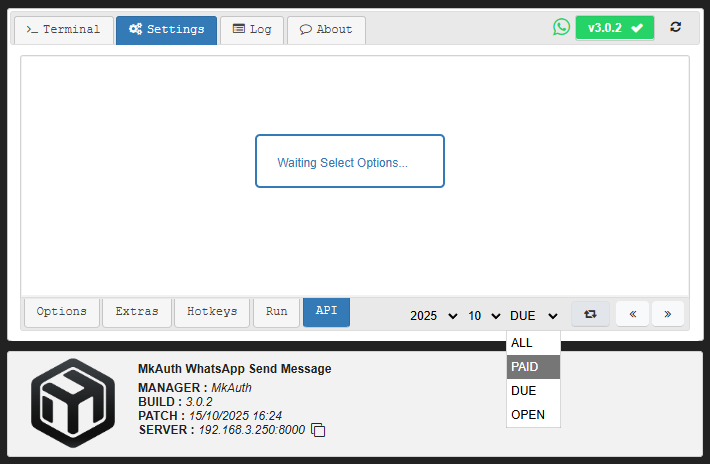 Terminal Settings Log About v3.0.2
Waiting Select Options...
Options Extras Hotkeys Run API 2025 10 DUE
ALL
PAID
DUE
OPEN
MkAuth WhatsApp Send Message
MANAGER : MkAuth
BUILD : 3.0.2
PATCH : 15/10/2025 16:24
SERVER : 192.168.3.250:8000